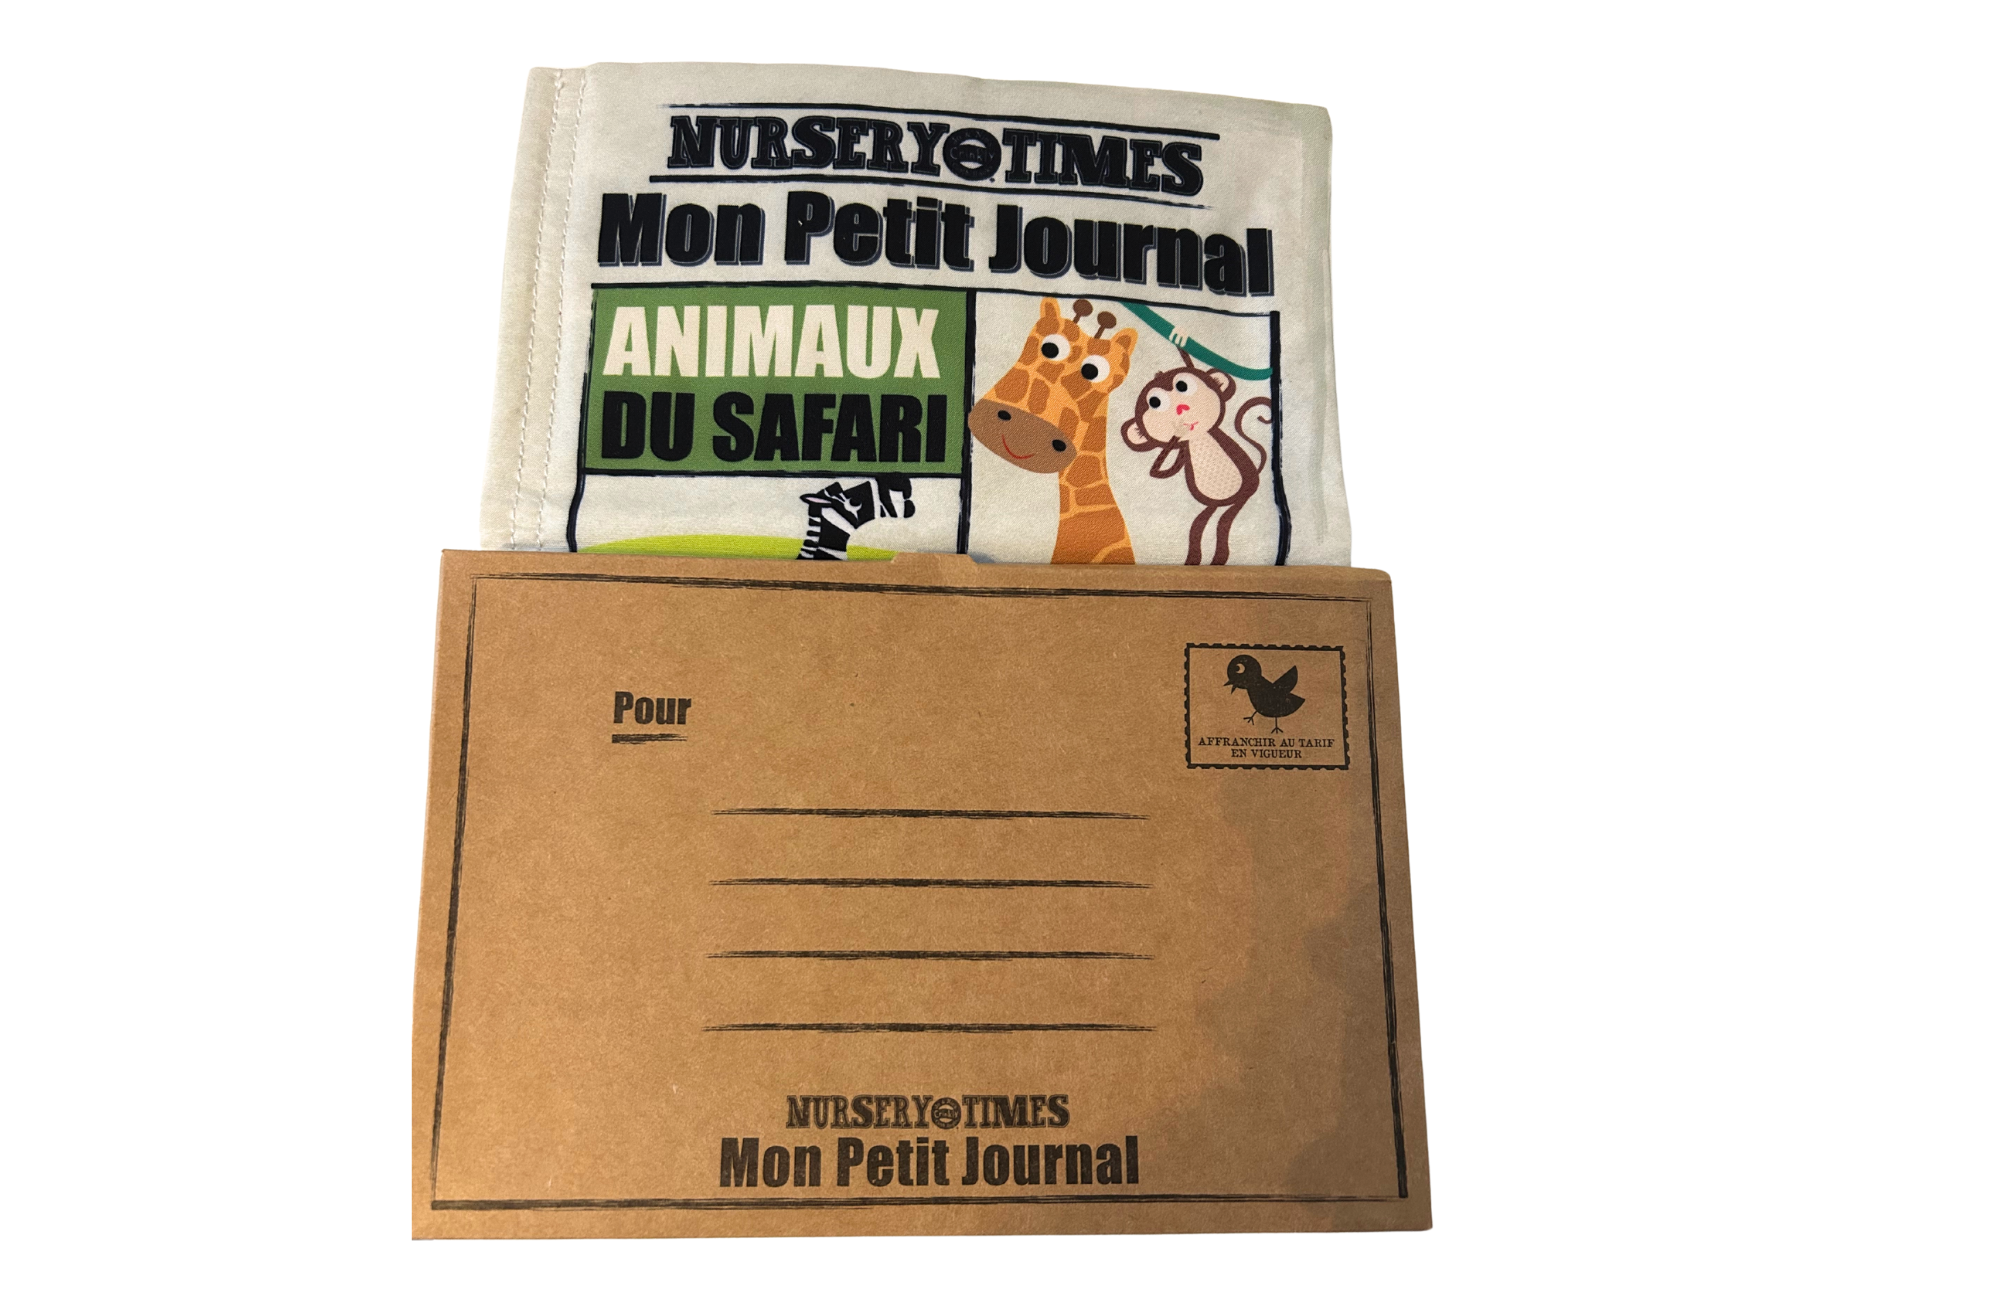 NURSERY TIMES
Mon Petit Journal
ANIMAUX
DU SAFARI
Pour
AFFRANCHIR AU TARIF
EN VIGUEUR
NURSERY TIMES
Mon Petit Journal